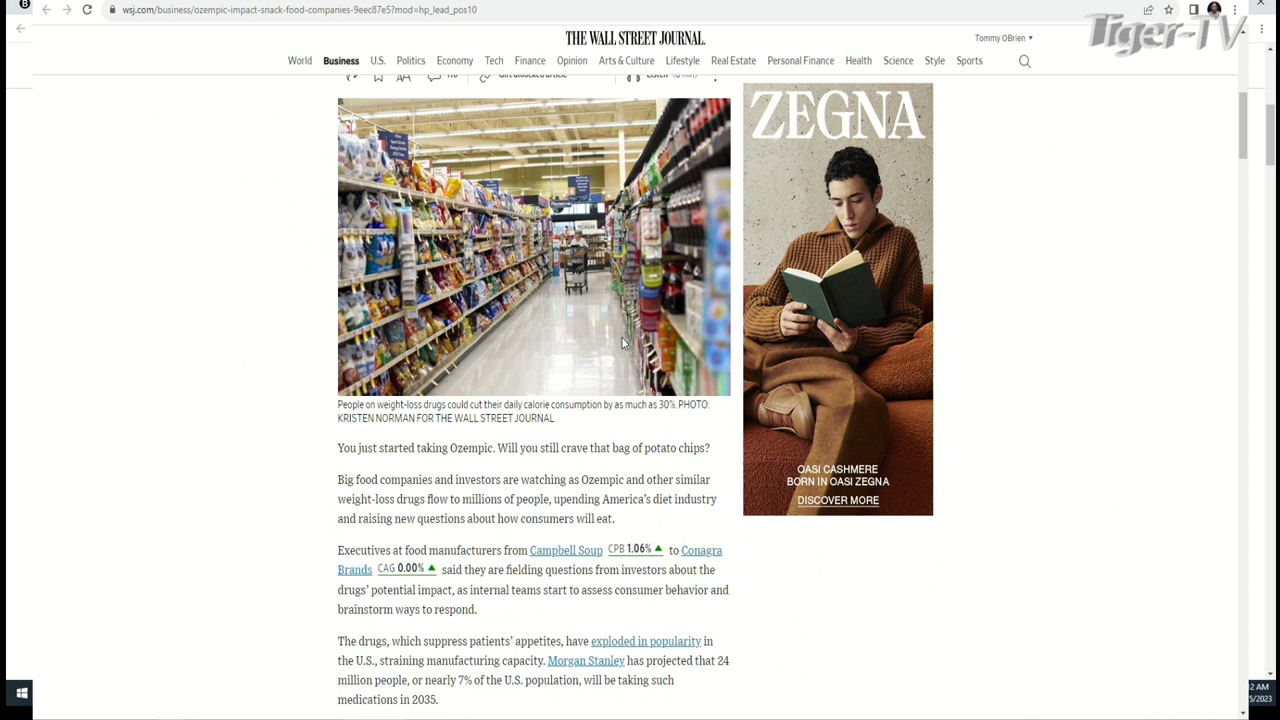 wsj.com/business/ozempic-impact-snack-food-companies-9eec87e5?mod=hp_lead_pos10
Tiger-TV
THE WALL STREET JOURNAL.
Tommy OBrien
World Business U.S. Politics Economy Tech Finance Opinion Arts & Culture Lifestyle Real Estate Personal Finance Health Science Style Sports
ZEGNA
People on weight-loss drugs could cut their daily calorie consumption by as much as 30%. PHOTO:
KRISTEN NORMAN FOR THE WALL STREET JOURNAL
You just started taking Ozempic. Will you still crave that bag of potato chips?
Big food companies and investors are watching as Ozempic and other similar
weight-loss drugs flow to millions of people, upending America's diet industry
and raising new questions about how consumers will eat.
Executives at food manufacturers from Campbell Soup CPB 1.06% ▲ to Conagra
Brands CAG 0.00% ▲ said they are fielding questions from investors about the
drugs' potential impact, as internal teams start to assess consumer behavior and
brainstorm ways to respond.
The drugs, which suppress patients' appetites, have exploded in popularity in
the U.S., straining manufacturing capacity. Morgan Stanley has projected that 24
million people, or nearly 7% of the U.S. population, will be taking such
medications in 2035.
OASI CASHMERE
BORN IN OASI ZEGNA
DISCOVER MORE
2 AM
5/2023